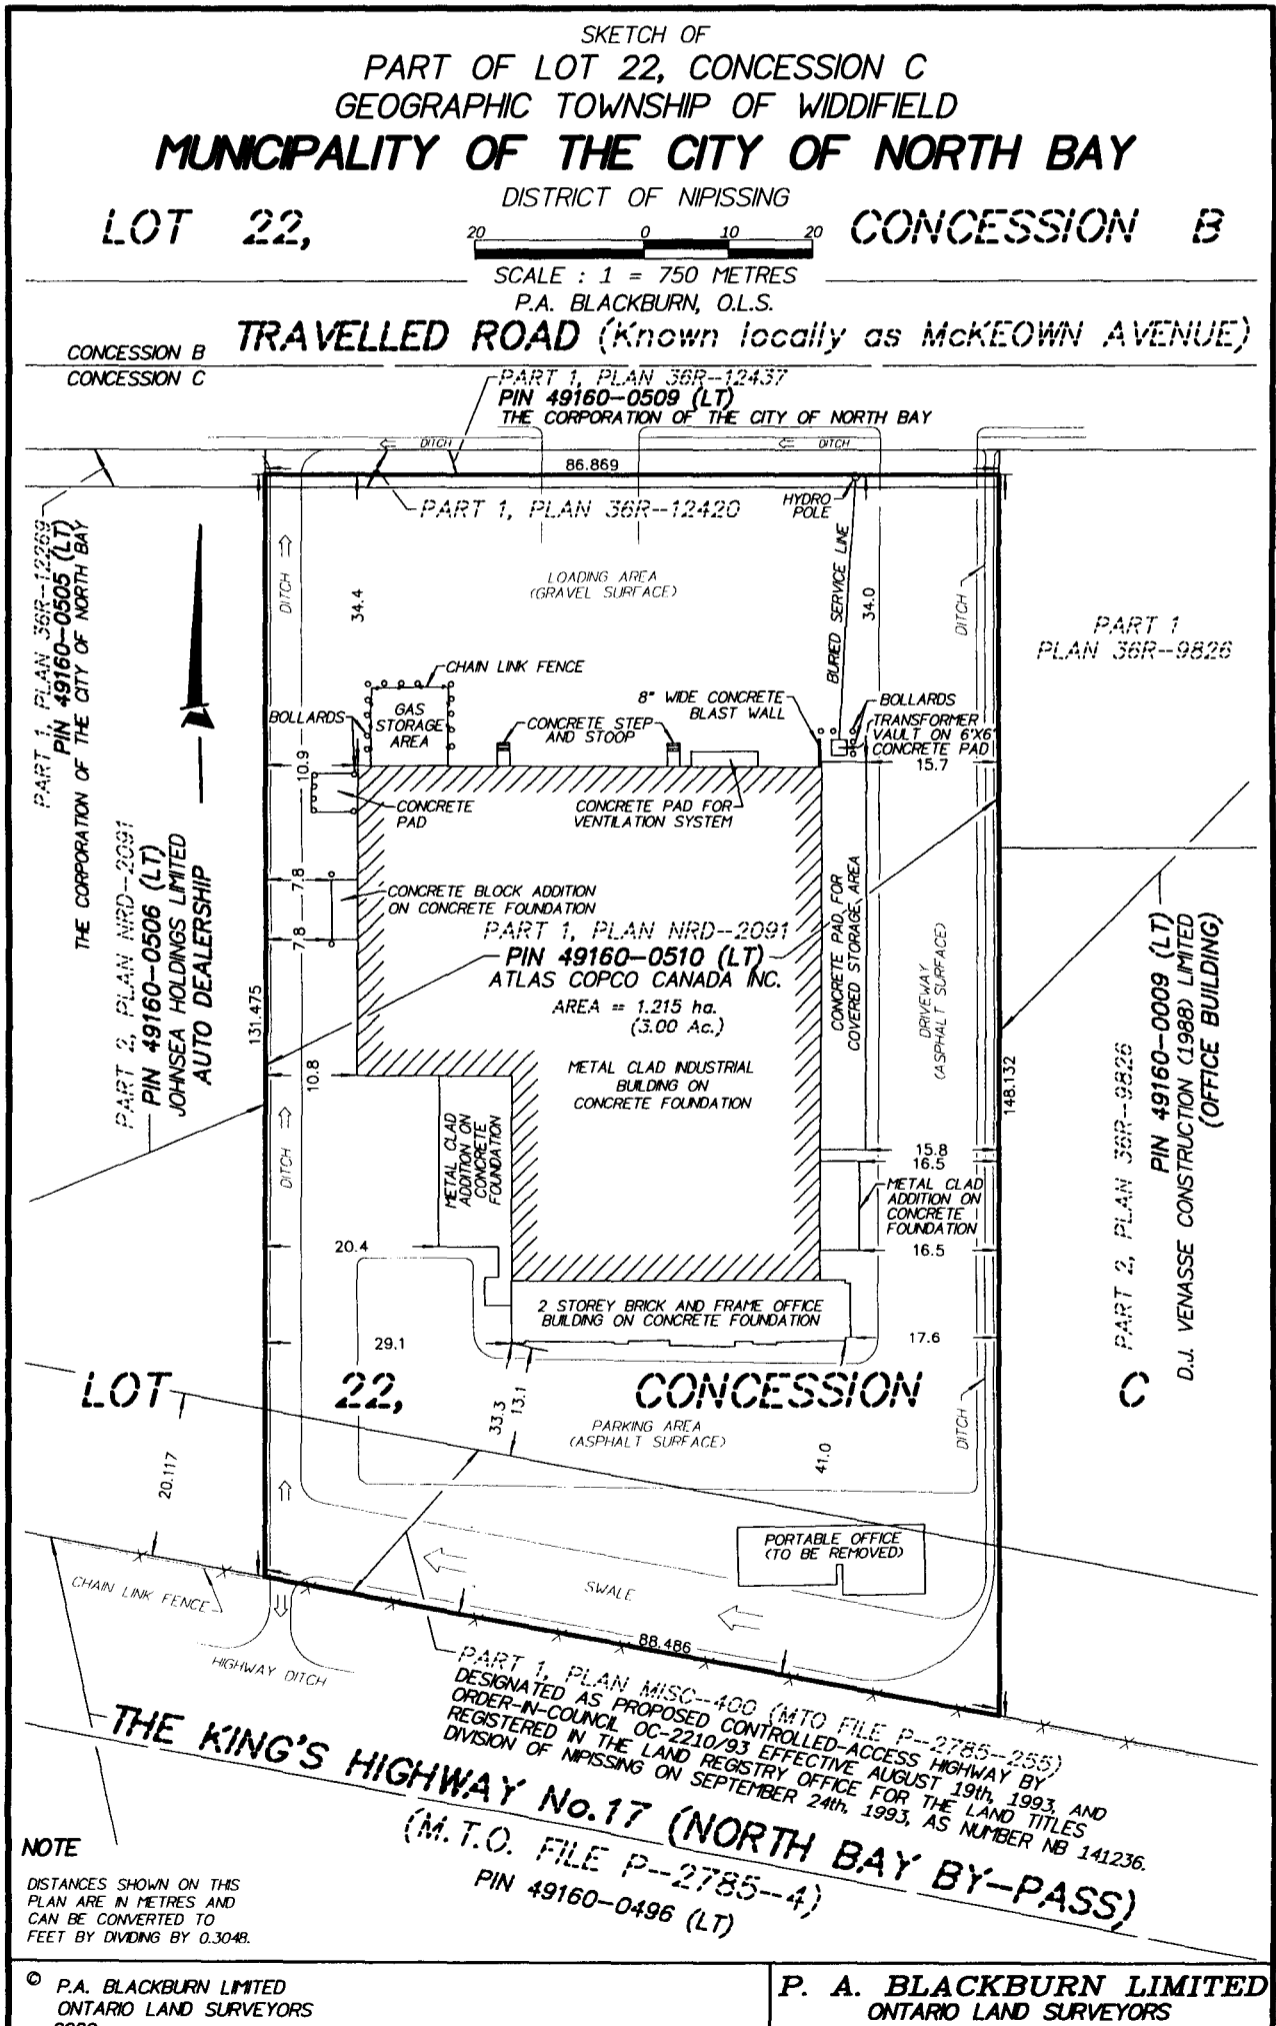 SKETCH OF
PART OF LOT 22, CONCESSION C
GEOGRAPHIC TOWNSHIP OF WIDDIFIELD
MUNICIPALITY OF THE CITY OF NORTH BAY
DISTRICT OF NIPISSING
LOT 22,
CONCESSION B
20 0 10 20
SCALE : 1 = 750 METRES
P.A. BLACKBURN, O.L.S.
TRAVELLED ROAD (Known locally as McKEOWN AVENUE)
CONCESSION B
CONCESSION C
PART 1, PLAN 36R--12437
PIN 49160-0509 (LT)
THE CORPORATION OF THE CITY OF NORTH BAY
DITCH
DITCH
86.869
PART 1, PLAN 36R--12420
HYDRO
POLE
PART 1, PLAN 36R--12269
PIN 49160-0505 (LT)
THE CORPORATION OF THE CITY OF NORTH BAY
DITCH
34.4
LOADING AREA
(GRAVEL SURFACE)
BURIED SERVICE LINE
34.0
DITCH
PART 1
PLAN 36R--9826
CHAIN LINK FENCE
GAS
STORAGE
AREA
BOLLARDS
CONCRETE STEP
AND STOOP
8" WIDE CONCRETE
BLAST WALL
BOLLARDS
TRANSFORMER
VAULT ON 6'X6'
CONCRETE PAD
15.7
10.9
CONCRETE
PAD
CONCRETE PAD FOR
VENTILATION SYSTEM
PART 2, PLAN NRD--2091
PIN 49160-0506 (LT)
JOHNSEA HOLDINGS LIMITED
AUTO DEALERSHIP
7.8
7.8
CONCRETE BLOCK ADDITION
ON CONCRETE FOUNDATION
PART 1, PLAN NRD--2091
PIN 49160-0510 (LT)
ATLAS COPCO CANADA INC.
AREA = 1.215 ha.
(3.00 Ac.)
CONCRETE PAD FOR
COVERED STORAGE AREA
DRIVEWAY
(ASPHALT SURFACE)
131.475
METAL CLAD INDUSTRIAL
BUILDING ON
CONCRETE FOUNDATION
10.8
148.132
PART 2, PLAN 36R--9826
PIN 49160-0009 (LT)
D.J. VENASSE CONSTRUCTION (1988) LIMITED
(OFFICE BUILDING)
DITCH
METAL CLAD
ADDITION ON
CONCRETE
FOUNDATION
15.8
16.5
METAL CLAD
ADDITION ON
CONCRETE
FOUNDATION
16.5
20.4
2 STOREY BRICK AND FRAME OFFICE
BUILDING ON CONCRETE FOUNDATION
29.1
17.6
LOT 22, CONCESSION C
33.3
13.1
PARKING AREA
(ASPHALT SURFACE)
41.0
DITCH
20.117
PORTABLE OFFICE
(TO BE REMOVED)
CHAIN LINK FENCE
SWALE
HIGHWAY DITCH
88.486
PART 1, PLAN MISC--400 (MTO FILE P--2785--255)
DESIGNATED AS PROPOSED CONTROLLED-ACCESS HIGHWAY BY
ORDER-IN-COUNCIL OC-2210/93 EFFECTIVE AUGUST 19th, 1993, AND
REGISTERED IN THE LAND REGISTRY OFFICE FOR THE LAND TITLES
DIVISION OF NIPISSING ON SEPTEMBER 24th, 1993, AS NUMBER NB 141236.
THE KING'S HIGHWAY No.17 (NORTH BAY BY-PASS)
(M.T.O. FILE P--2785--4)
PIN 49160-0496 (LT)
NOTE
DISTANCES SHOWN ON THIS
PLAN ARE IN METRES AND
CAN BE CONVERTED TO
FEET BY DIVIDING BY 0.3048.
© P.A. BLACKBURN LIMITED
ONTARIO LAND SURVEYORS
P. A. BLACKBURN LIMITED
ONTARIO LAND SURVEYORS